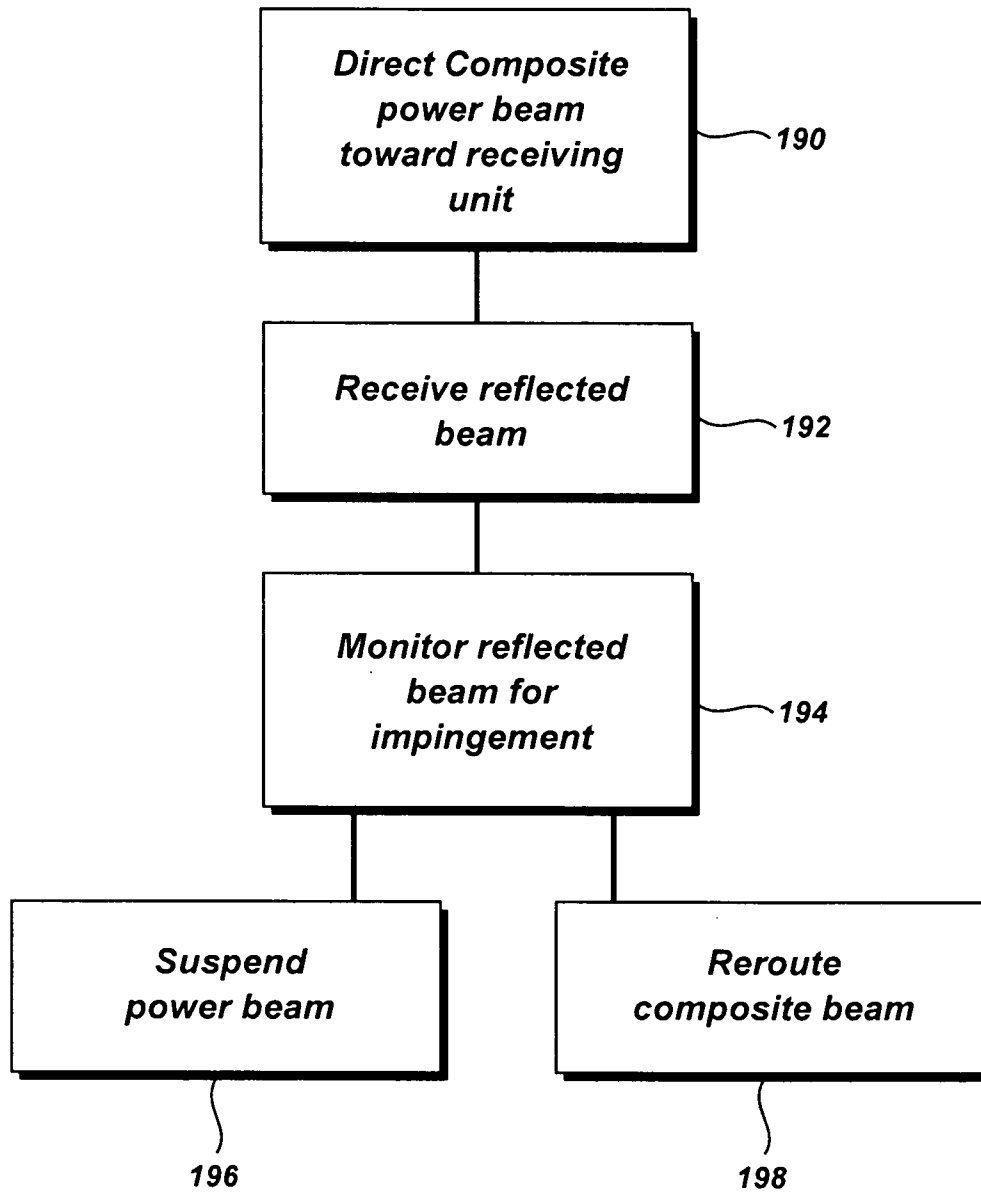 Direct Composite
power beam
toward receiving
unit
190
Receive reflected
beam
192
Monitor reflected
beam for
impingement
194
Suspend
power beam
Reroute
composite beam
196
198